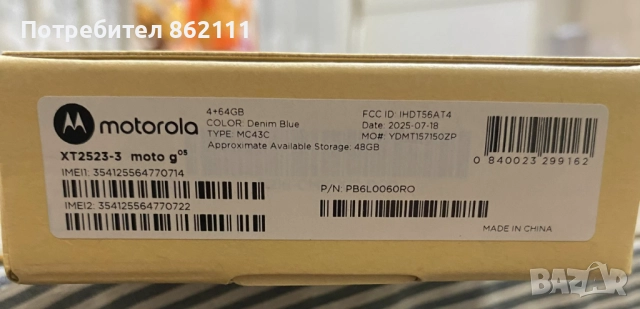 Потребител 862111
motorola
4+64GB
COLOR: Denim Blue
TYPE: MC43C
Approximate Available Storage: 48GB
FCC ID: IHDT56AT4
Date: 2025-07-18
MO#: YDMT157150ZP
0 840023 299162
XT2523-3 moto g05
IMEI1: 354125564770714
IMEI2: 354125564770722
P/N: PB6L0060RO
MADE IN CHINA
BAZAR